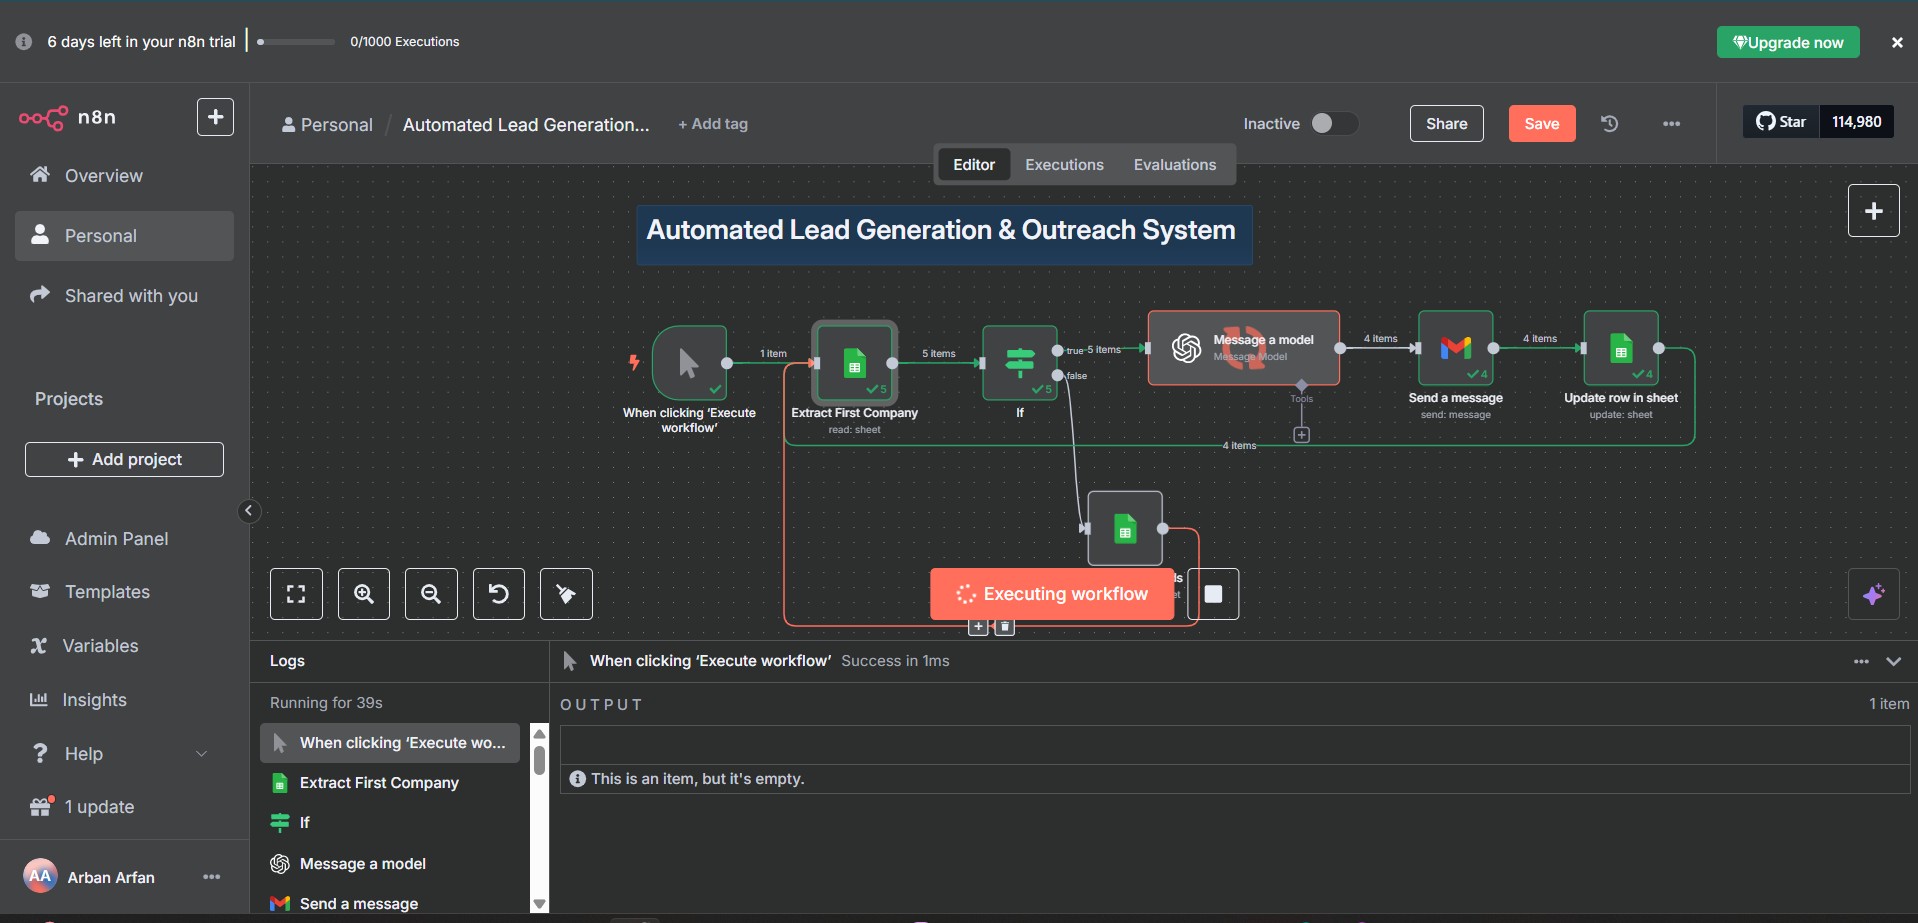 6 days left in your n8n trial
0/1000 Executions
Upgrade now
n8n
Personal / Automated Lead Generation...
+ Add tag
Inactive
Share
Save
Star
114,980
Editor
Executions
Evaluations
Overview
Personal
Shared with you
Projects
Add project
Admin Panel
Templates
Variables
Insights
Help
1 update
AA
Arban Arfan
Automated Lead Generation & Outreach System
When clicking ‘Execute
workflow’
1 item
5
Extract First Company
read: sheet
5 items
5
If
true
5 items
false
Message a model
Message Model
Tools
4 items
4
Send a message
send: message
4 items
4
Update row in sheet
update: sheet
4 items
ls
et
Executing workflow
Logs
Running for 39s
When clicking ‘Execute wo...
Extract First Company
If
Message a model
Send a message
When clicking ‘Execute workflow’
Success in 1ms
OUTPUT
1 item
This is an item, but it's empty.